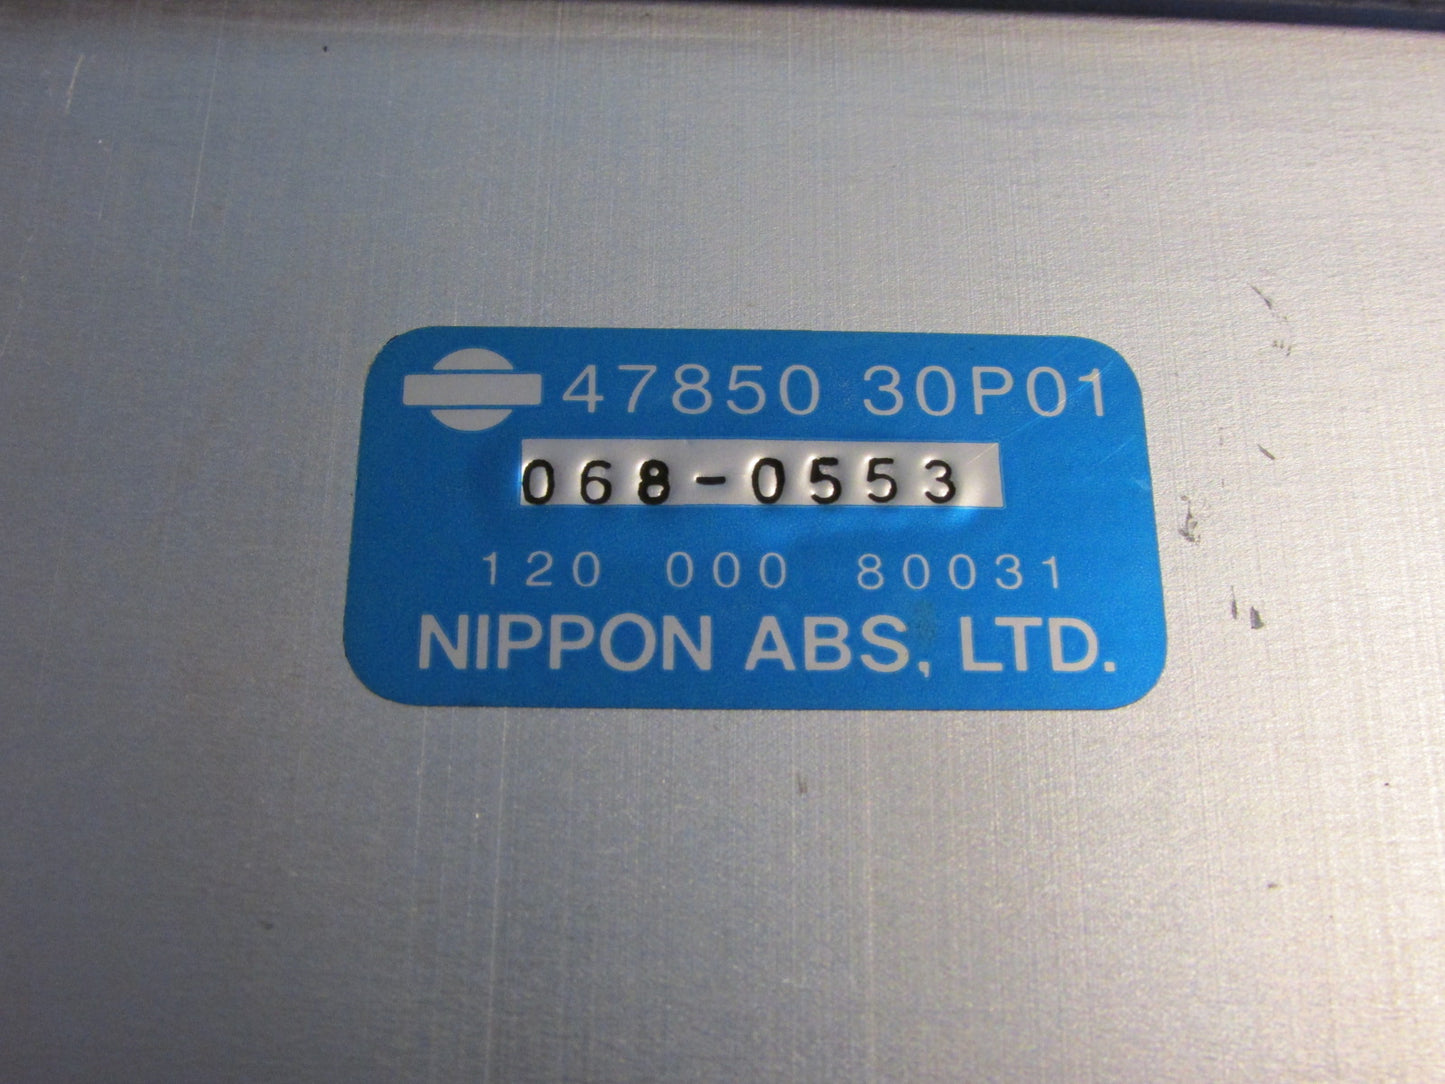 47850 30P01
068-0553
120 000 80031
NIPPON ABS, LTD.